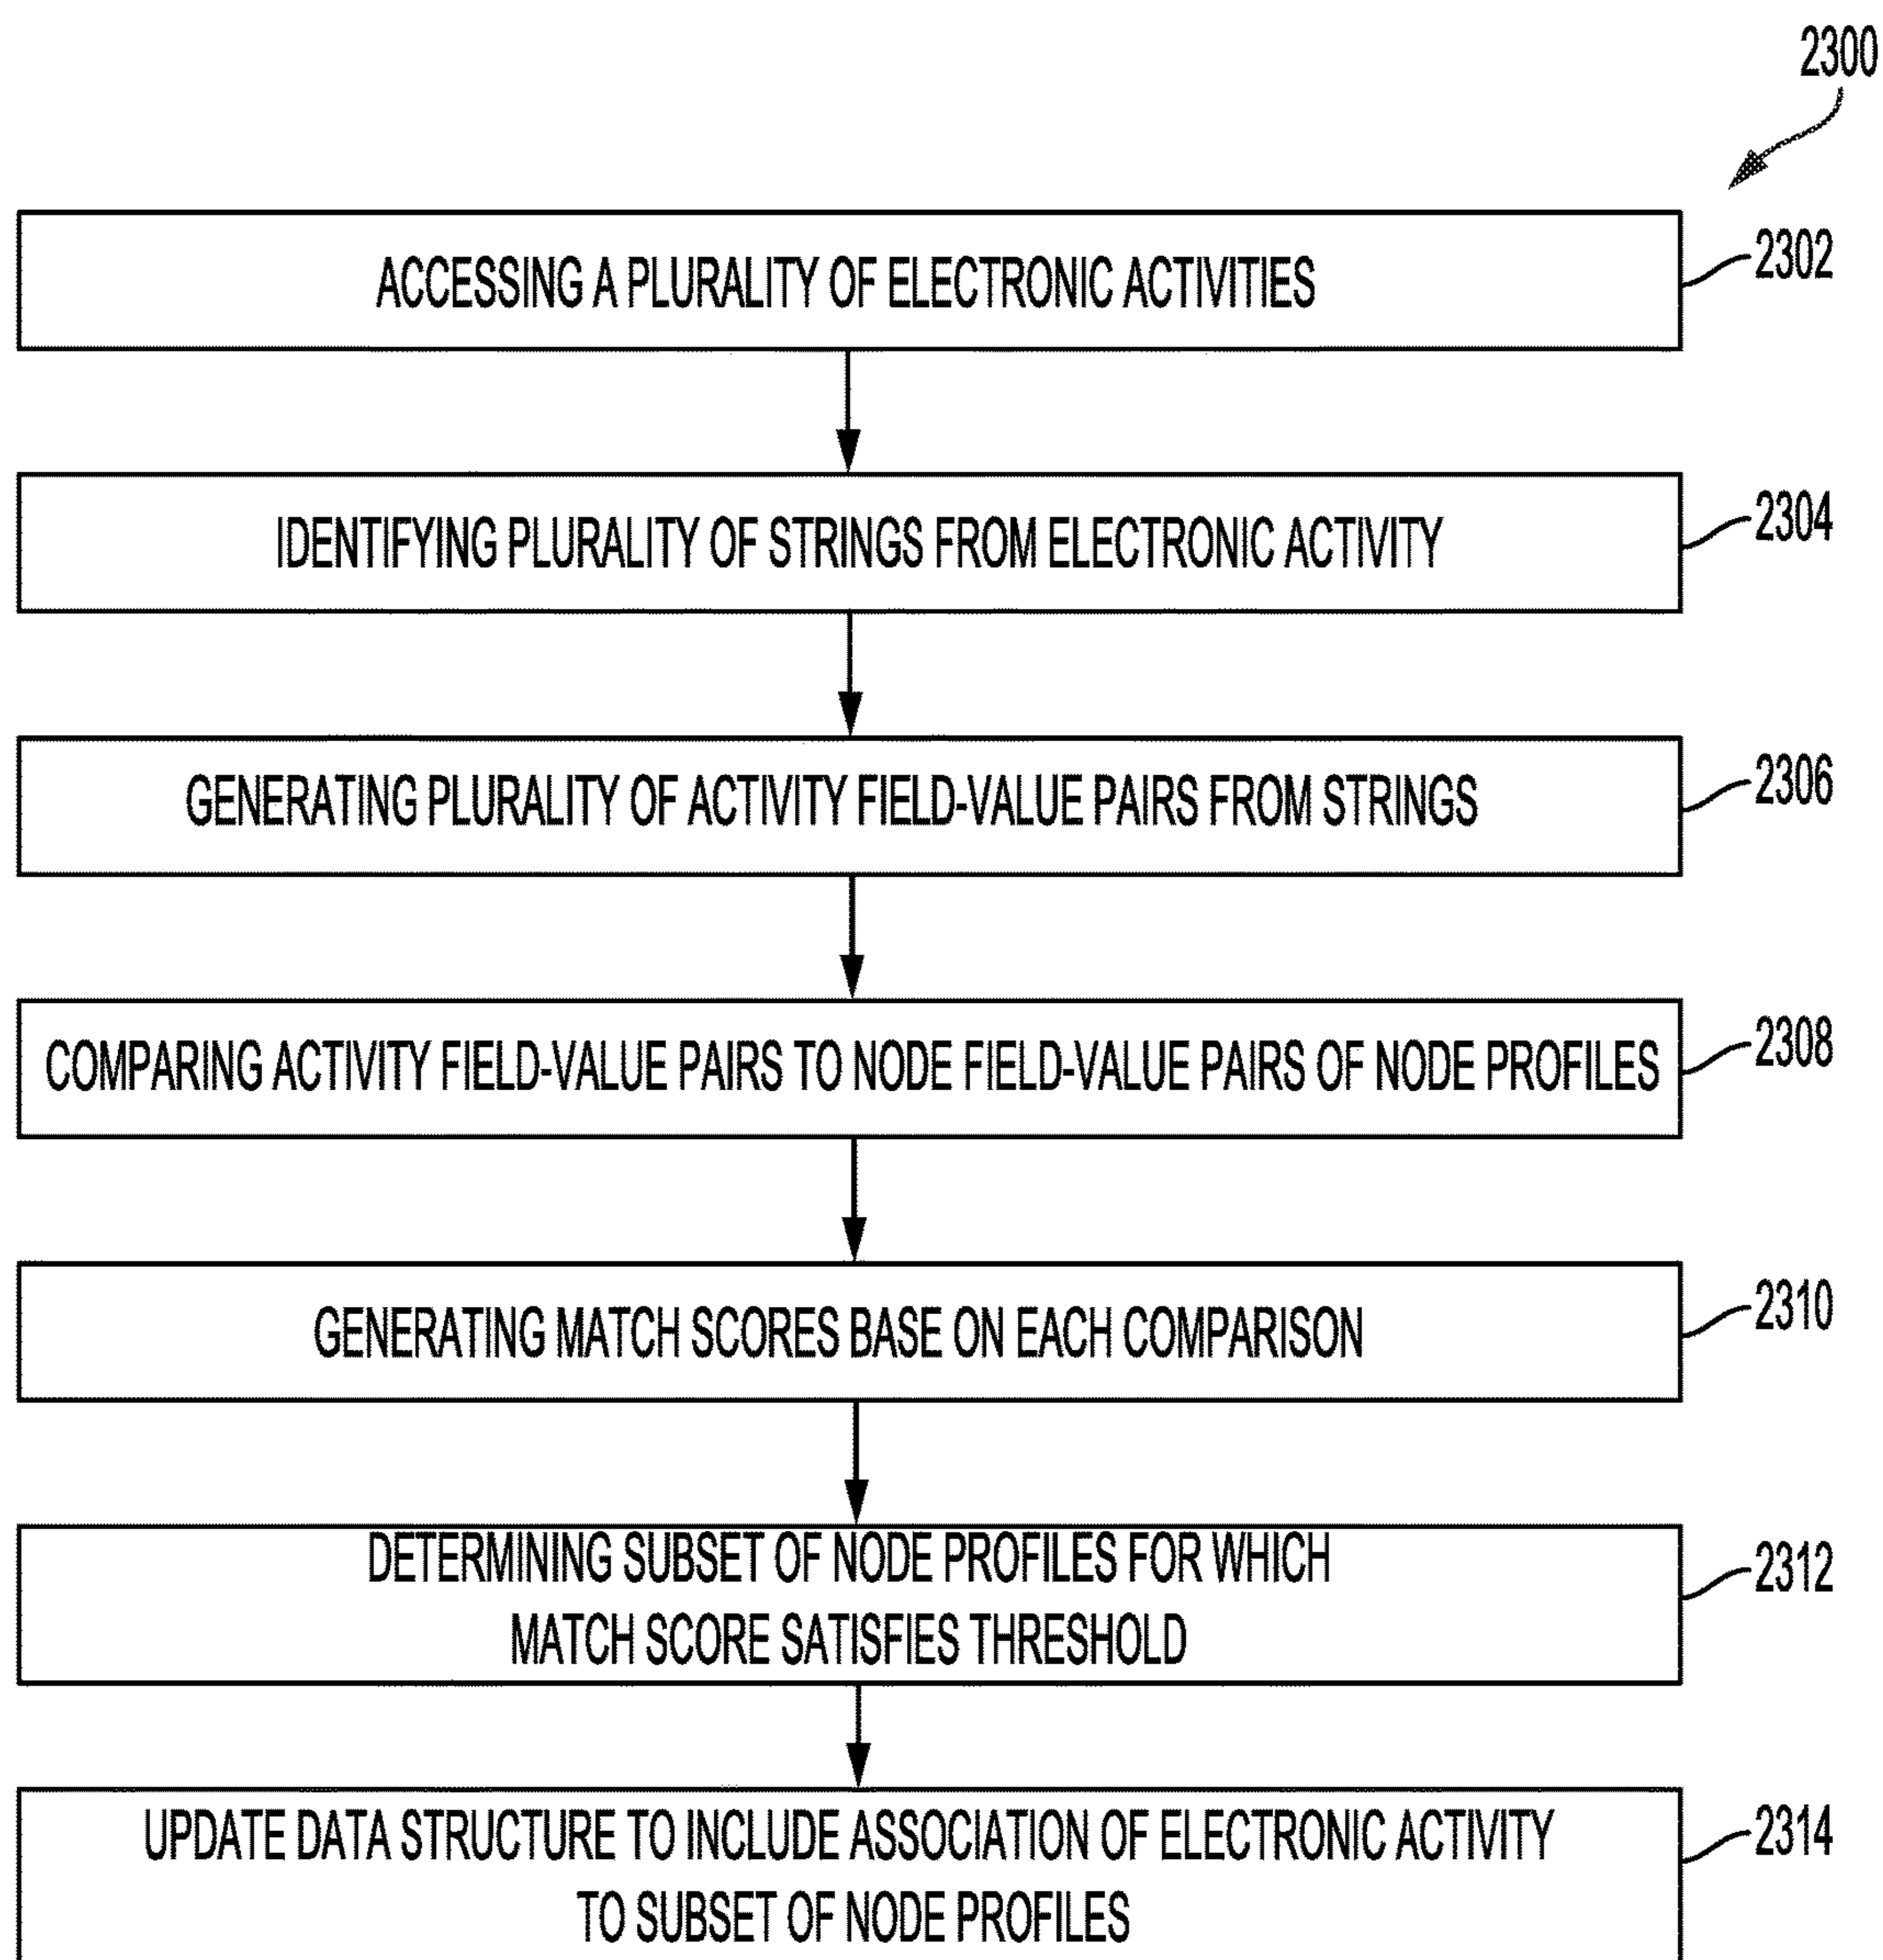 2300
ACCESSING A PLURALITY OF ELECTRONIC ACTIVITIES
2302
IDENTIFYING PLURALITY OF STRINGS FROM ELECTRONIC ACTIVITY
2304
GENERATING PLURALITY OF ACTIVITY FIELD-VALUE PAIRS FROM STRINGS
2306
COMPARING ACTIVITY FIELD-VALUE PAIRS TO NODE FIELD-VALUE PAIRS OF NODE PROFILES
2308
GENERATING MATCH SCORES BASE ON EACH COMPARISON
2310
DETERMINING SUBSET OF NODE PROFILES FOR WHICH
MATCH SCORE SATISFIES THRESHOLD
2312
UPDATE DATA STRUCTURE TO INCLUDE ASSOCIATION OF ELECTRONIC ACTIVITY
TO SUBSET OF NODE PROFILES
2314